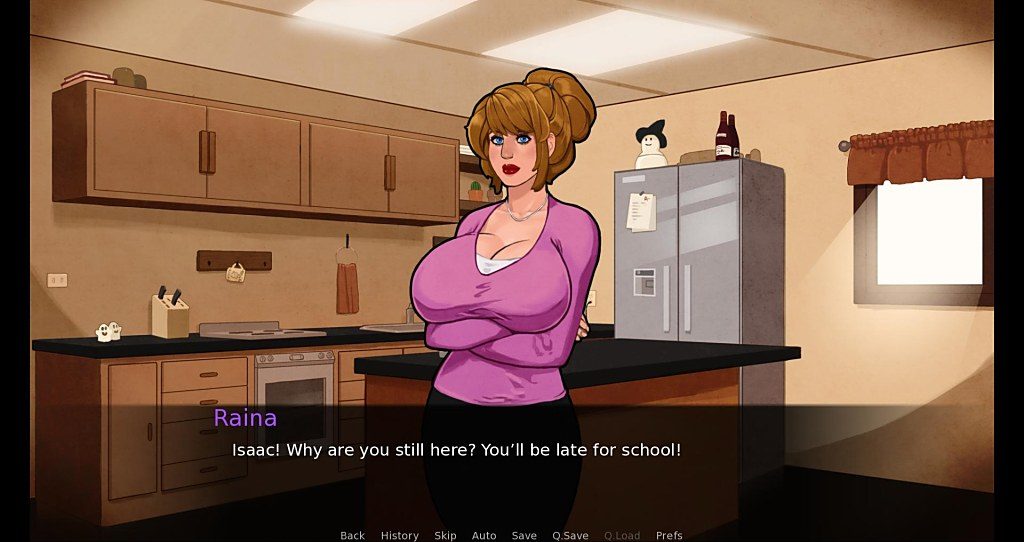 Raina
Isaac! Why are you still here? You’ll be late for school!
Back History Skip Auto Save Q.Save Q.Load Prefs